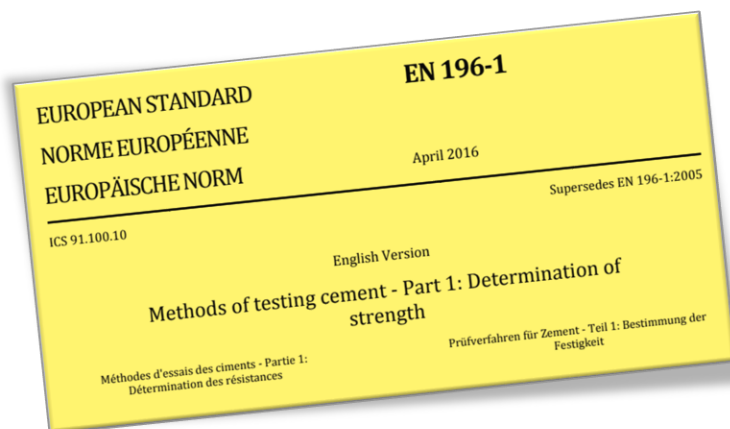 EUROPEAN STANDARD
NORME EUROPÉENNE
EUROPÄISCHE NORM
EN 196-1
April 2016
ICS 91.100.10
Supersedes EN 196-1:2005
English Version
Methods of testing cement - Part 1: Determination of
strength
Méthodes d'essais des ciments - Partie 1:
Détermination des résistances
Prüfverfahren für Zement - Teil 1: Bestimmung der
Festigkeit